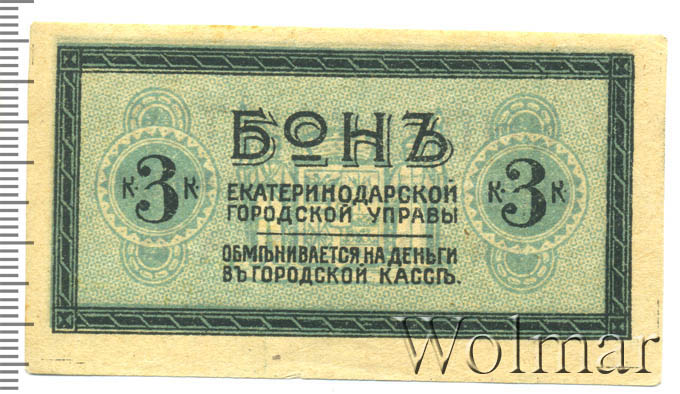 БОНЪ
К. 3 К.
ЕКАТЕРИНОДАРСКОЙ
ГОРОДСКОЙ УПРАВЫ
К. 3 К.
ОБМѢНИВАЕТСЯ НА ДЕНЬГИ
ВЪ ГОРОДСКОЙ КАССѢ.
Wolmar